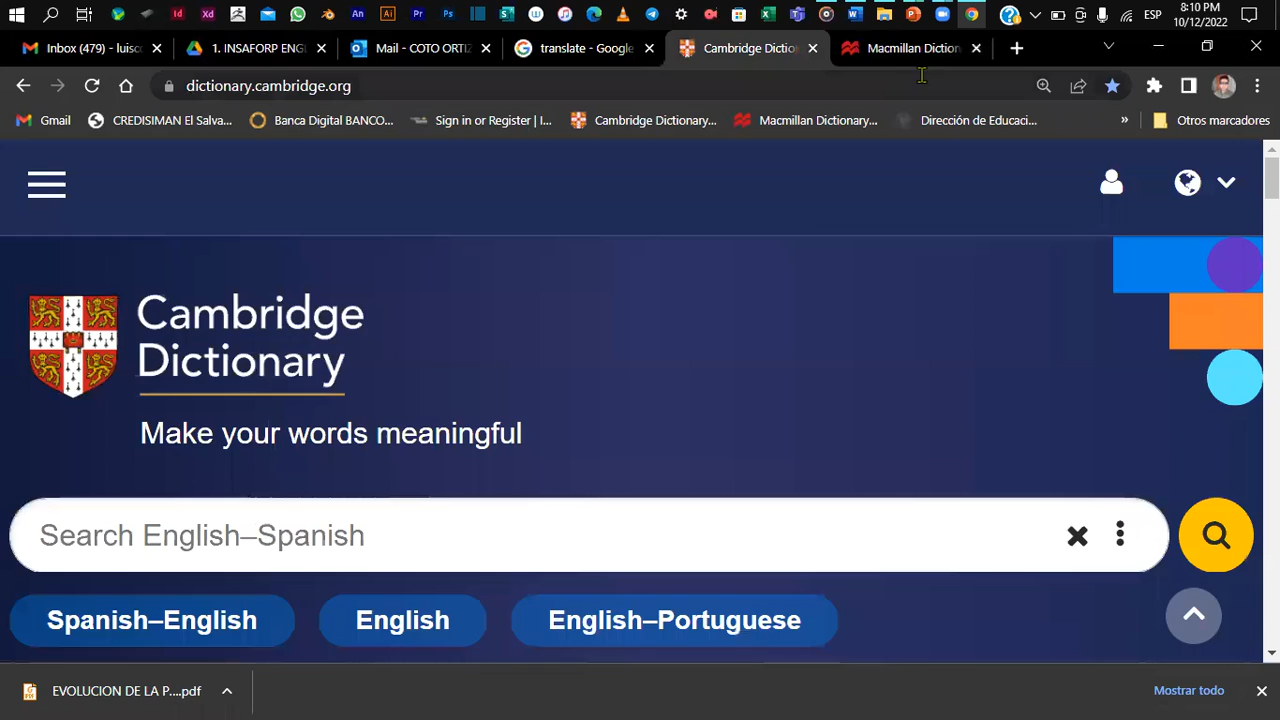 8:10 PM
ESP
10/12/2022
Inbox (479) - luisc
1. INSAFORP ENGL
Mail - COTO ORTIZ
translate - Google
Cambridge Dictio
Macmillan Diction
dictionary.cambridge.org
Gmail
CREDISIMAN El Salva...
Banca Digital BANCO...
Sign in or Register | I...
Cambridge Dictionary...
Macmillan Dictionary...
Dirección de Educaci...
»
Otros marcadores
Cambridge
Dictionary
Make your words meaningful
Search English–Spanish
Spanish–English
English
English–Portuguese
EVOLUCION DE LA P....pdf
Mostrar todo